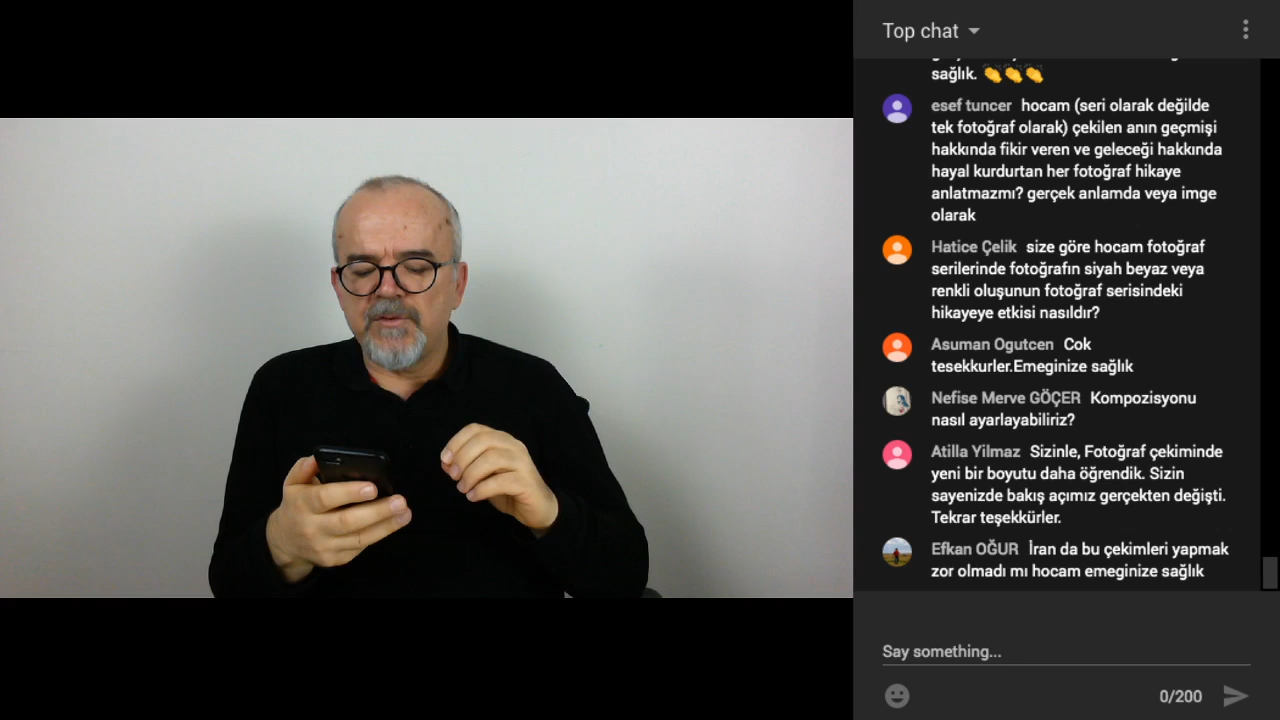 Top chat
sağlık. 👏👏👏
esef tuncer hocam (seri olarak değilde
tek fotoğraf olarak) çekilen anın geçmişi
hakkında fikir veren ve geleceği hakkında
hayal kurdurtan her fotoğraf hikaye
anlatmazmı? gerçek anlamda veya imge
olarak
Hatice Çelik size göre hocam fotoğraf
serilerinde fotoğrafın siyah beyaz veya
renkli oluşunun fotoğraf serisindeki
hikayeye etkisi nasıldır?
Asuman Ogutcen Cok
tesekkurler.Emeginize sağlık
Nefise Merve GÖÇER Kompozisyonu
nasıl ayarlayabiliriz?
Atilla Yilmaz Sizinle, Fotoğraf çekiminde
yeni bir boyutu daha öğrendik. Sizin
sayenizde bakış açımız gerçekten değişti.
Tekrar teşekkürler.
Efkan OĞUR İran da bu çekimleri yapmak
zor olmadı mı hocam emeginize sağlık
Say something...
0/200